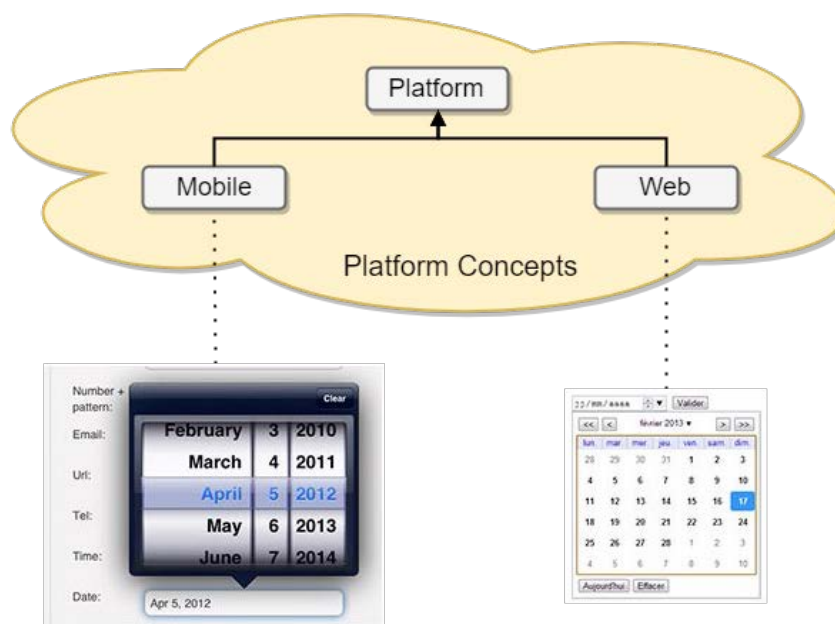 Platform
Mobile
Web
Platform Concepts
Number +
pattern:
Email:
Url:
Tel:
Time:
Date:
Clear
February 3 2010
March 4 2011
April 5 2012
May 6 2013
June 7 2014
Apr 5, 2012
jj/mm/aaaa Valider
<< < février 2013 > >>
lun. mar. mer. jeu. ven. sam. dim.
28 29 30 31 1 2 3
4 5 6 7 8 9 10
11 12 13 14 15 16 17
18 19 20 21 22 23 24
25 26 27 28 1 2 3
4 5 6 7 8 9 10
Aujourd'hui Effacer